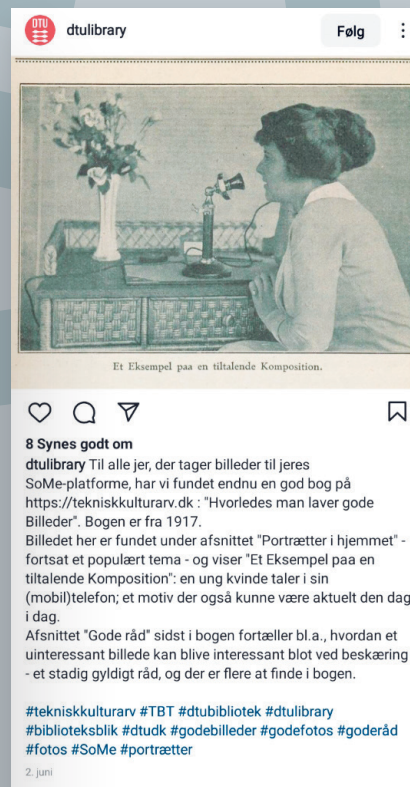 DTU
dtulibrary
Følg
Et Eksempel paa en tiltalende Komposition.
8 Synes godt om
dtulibrary Til alle jer, der tager billeder til jeres
SoMe-platforme, har vi fundet endnu en god bog på
https://tekniskkulturarv.dk : "Hvorledes man laver gode
Billeder". Bogen er fra 1917.
Billedet her er fundet under afsnittet "Portrætter i hjemmet" -
fortsat et populært tema - og viser "Et Eksempel paa en
tiltalende Komposition": en ung kvinde taler i sin
(mobil)telefon; et motiv der også kunne være aktuelt den dag
i dag.
Afsnittet "Gode råd" sidst i bogen fortæller bl.a., hvordan et
uinteressant billede kan blive interessant blot ved beskæring
- et stadig gyldigt råd, og der er flere at finde i bogen.
#tekniskkulturarv #TBT #dtubibliotek #dtulibrary
#biblioteksblik #dtudk #godebilleder #godefotos #goderåd
#fotos #SoMe #portrætter
2. juni